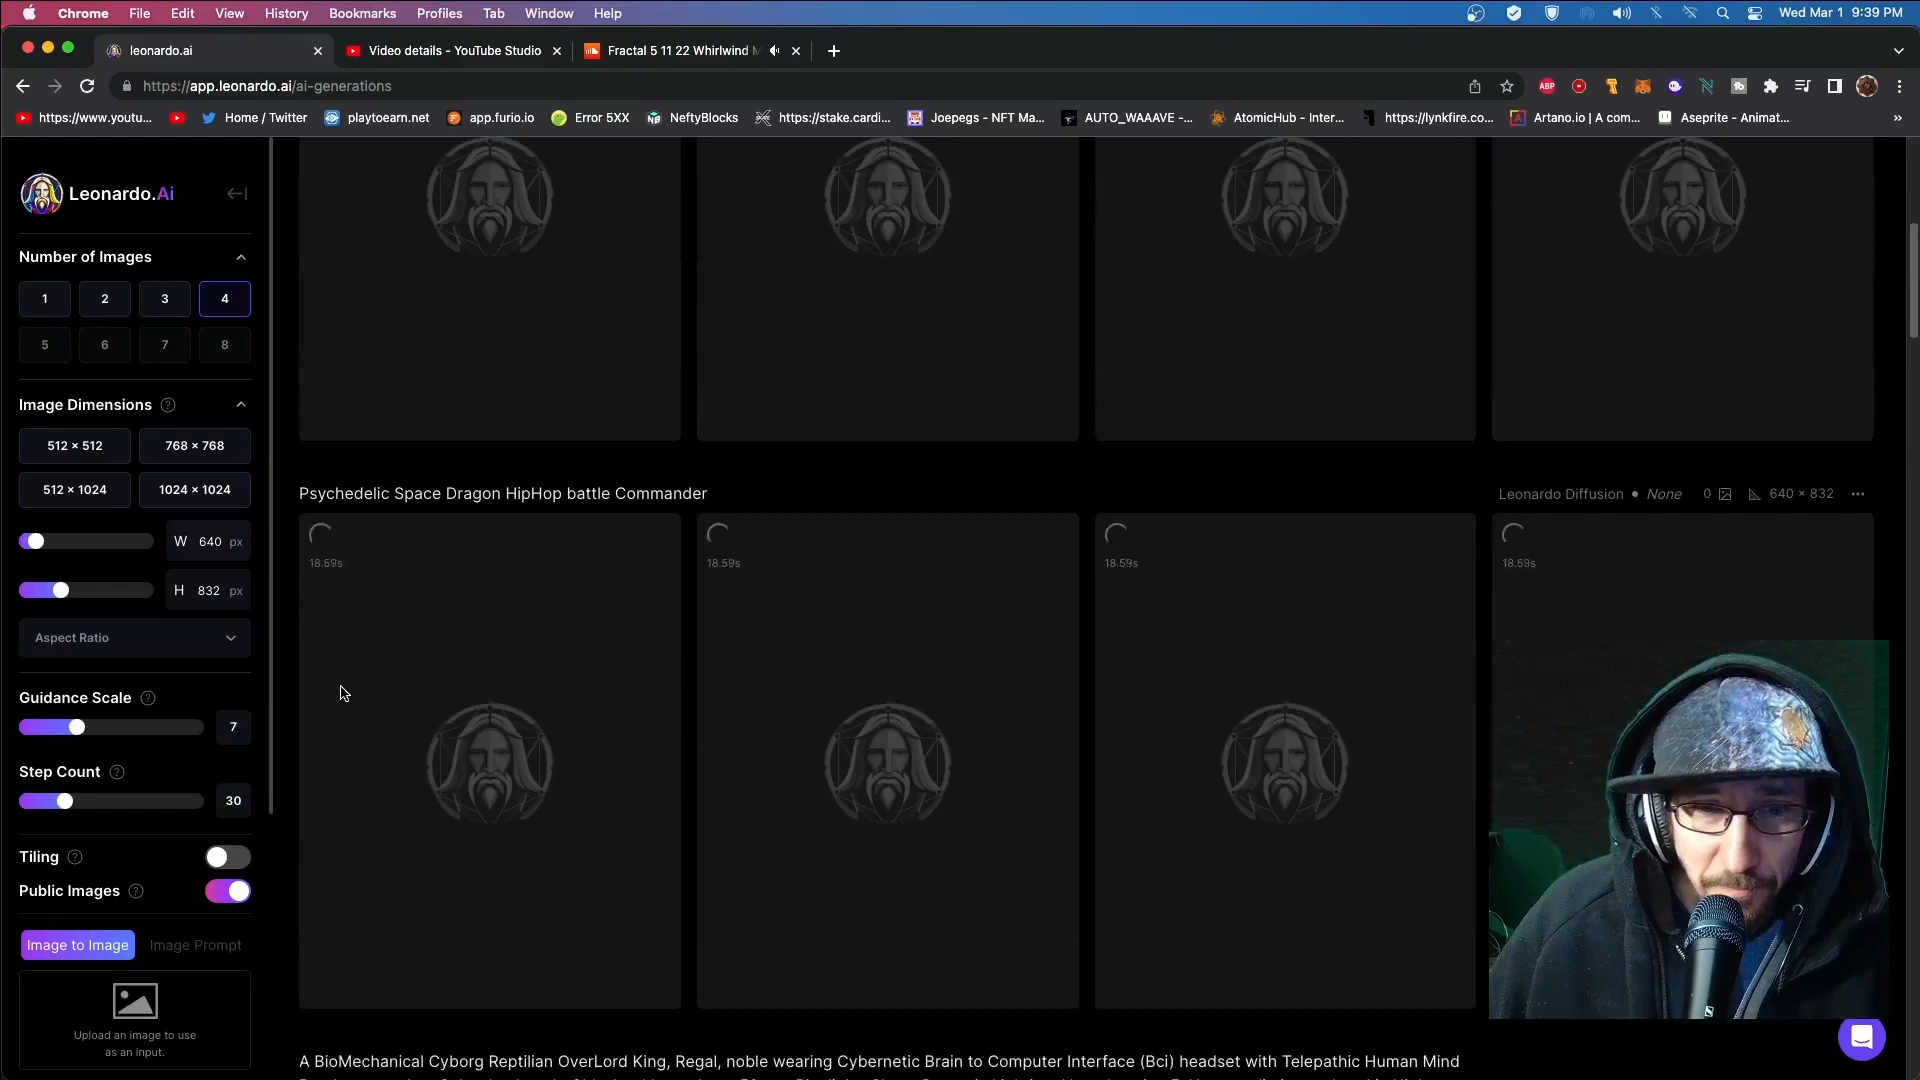 Chrome File Edit View History Bookmarks Profiles Tab Window Help Wed Mar 1 9:39 PM
leonardo.ai Video details - YouTube Studio Fractal 5 11 22 Whirlwind
https://app.leonardo.ai/ai-generations ABP
https://www.youtu... Home / Twitter playtoearn.net app.furio.io Error 5XX NeftyBlocks https://stake.cardi... Joepegs - NFT Ma... AUTO_WAAAVE -... AtomicHub - Inter... https://lynkfire.co... Artano.io | A com... Aseprite - Animat... »
Leonardo.Ai
Number of Images
1 2 3 4
5 6 7 8
Image Dimensions
512 × 512 768 × 768
512 × 1024 1024 × 1024
W 640 px
H 832 px
Aspect Ratio
Guidance Scale
7
Step Count
30
Tiling
Public Images
Image to Image Image Prompt
Upload an image to use
as an input.
Psychedelic Space Dragon HipHop battle Commander Leonardo Diffusion • None 0 640 × 832
18.59s 18.59s 18.59s 18.59s
A BioMechanical Cyborg Reptilian OverLord King, Regal, noble wearing Cybernetic Brain to Computer Interface (Bci) headset with Telepathic Human Mind